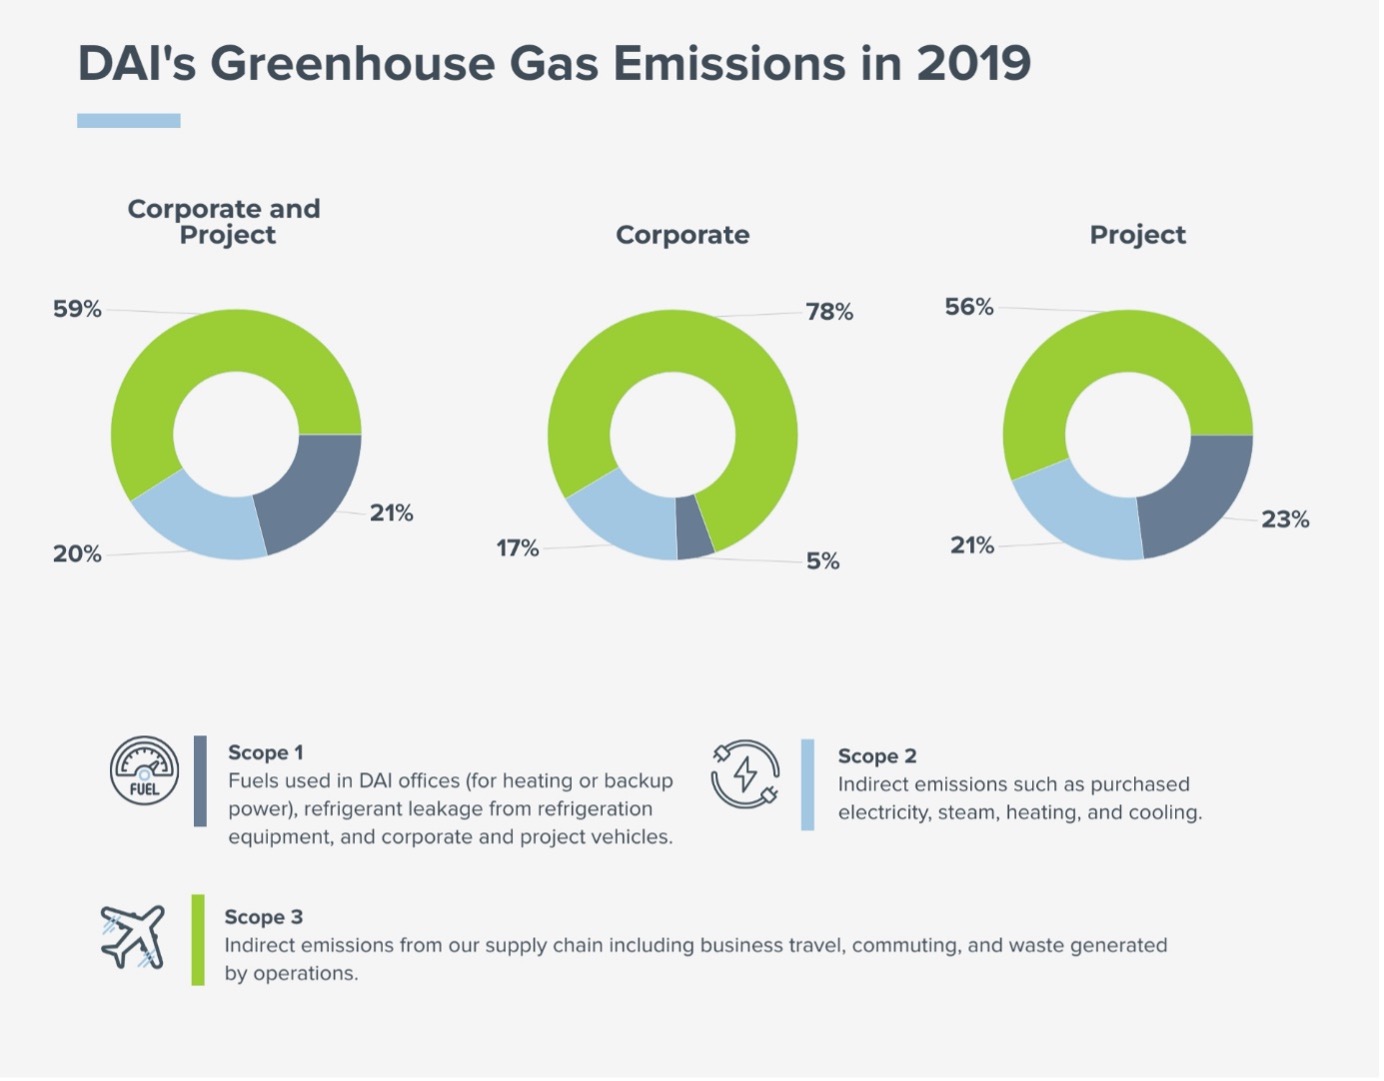 DAI's Greenhouse Gas Emissions in 2019
Corporate and
Project
59%
21%
20%
Corporate
78%
17%
5%
Project
56%
23%
21%
FUEL
Scope 1
Fuels used in DAI offices (for heating or backup
power), refrigerant leakage from refrigeration
equipment, and corporate and project vehicles.
Scope 2
Indirect emissions such as purchased
electricity, steam, heating, and cooling.
Scope 3
Indirect emissions from our supply chain including business travel, commuting, and waste generated
by operations.